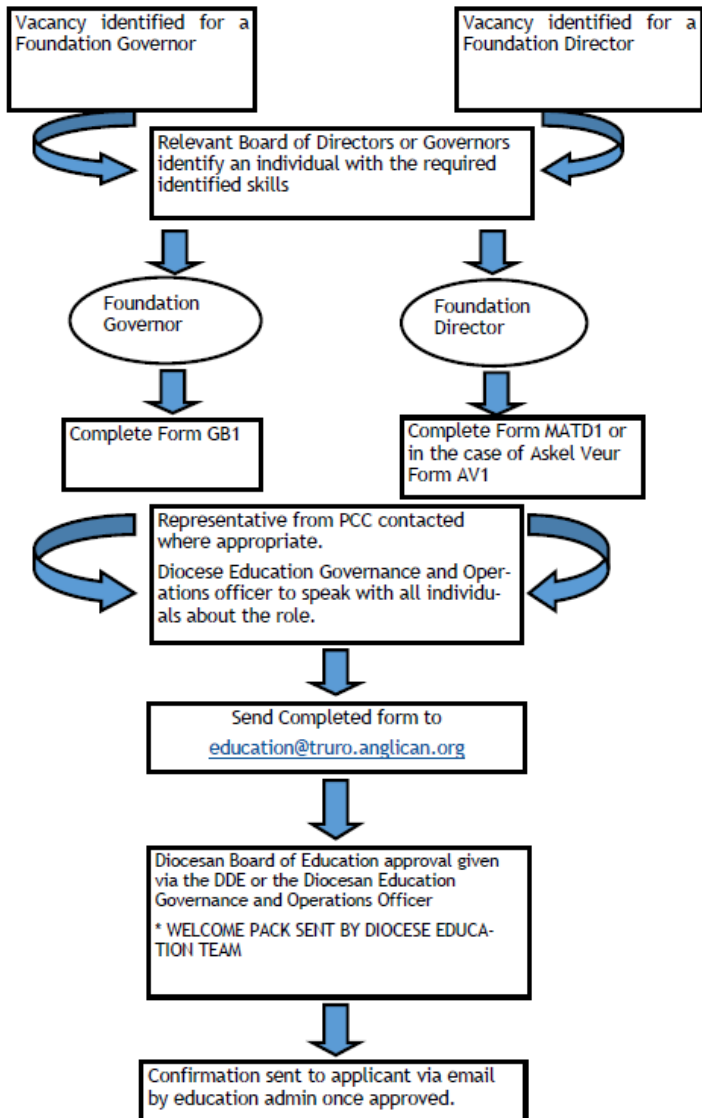 Vacancy identified for a
Foundation Governor
Vacancy identified for a
Foundation Director
Relevant Board of Directors or Governors
identify an individual with the required
identified skills
Foundation
Governor
Foundation
Director
Complete Form GB1
Complete Form MATD1 or
in the case of Askel Veur
Form AV1
Representative from PCC contacted
where appropriate.
Diocese Education Governance and Oper-
ations officer to speak with all individu-
als about the role.
Send Completed form to
education@truro.anglican.org
Diocesan Board of Education approval given
via the DDE or the Diocesan Education
Governance and Operations Officer
* WELCOME PACK SENT BY DIOCESE EDUCA-
TION TEAM
Confirmation sent to applicant via email
by education admin once approved.